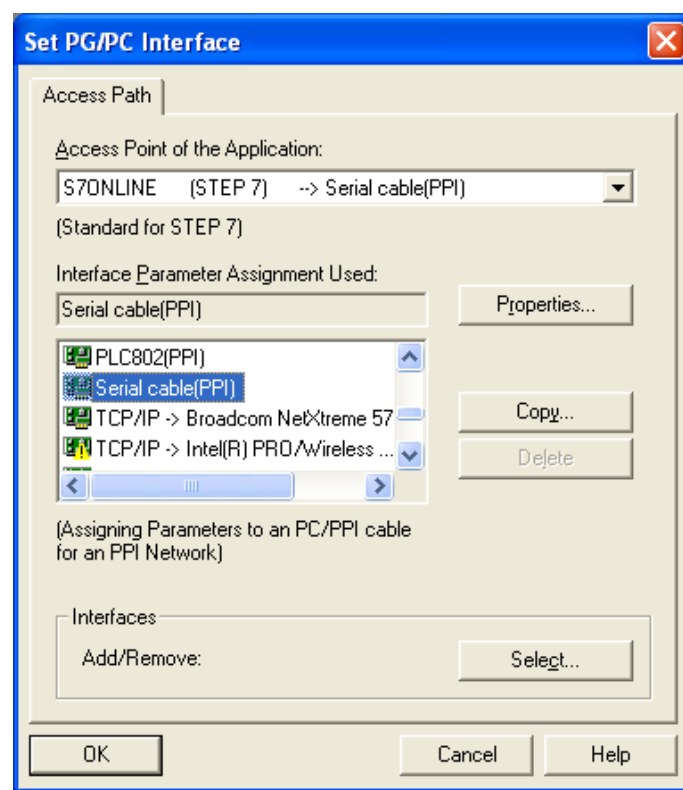 Set PG/PC Interface
Access Path
Access Point of the Application:
S7ONLINE (STEP 7) --> Serial cable(PPI)
(Standard for STEP 7)
Interface Parameter Assignment Used:
Serial cable(PPI)
Properties...
PLC802(PPI)
Serial cable(PPI)
TCP/IP -> Broadcom NetXtreme 57
TCP/IP -> Intel(R) PRO/Wireless ...
Copy...
Delete
(Assigning Parameters to an PC/PPI cable
for an PPI Network)
Interfaces
Add/Remove:
Select...
OK
Cancel
Help